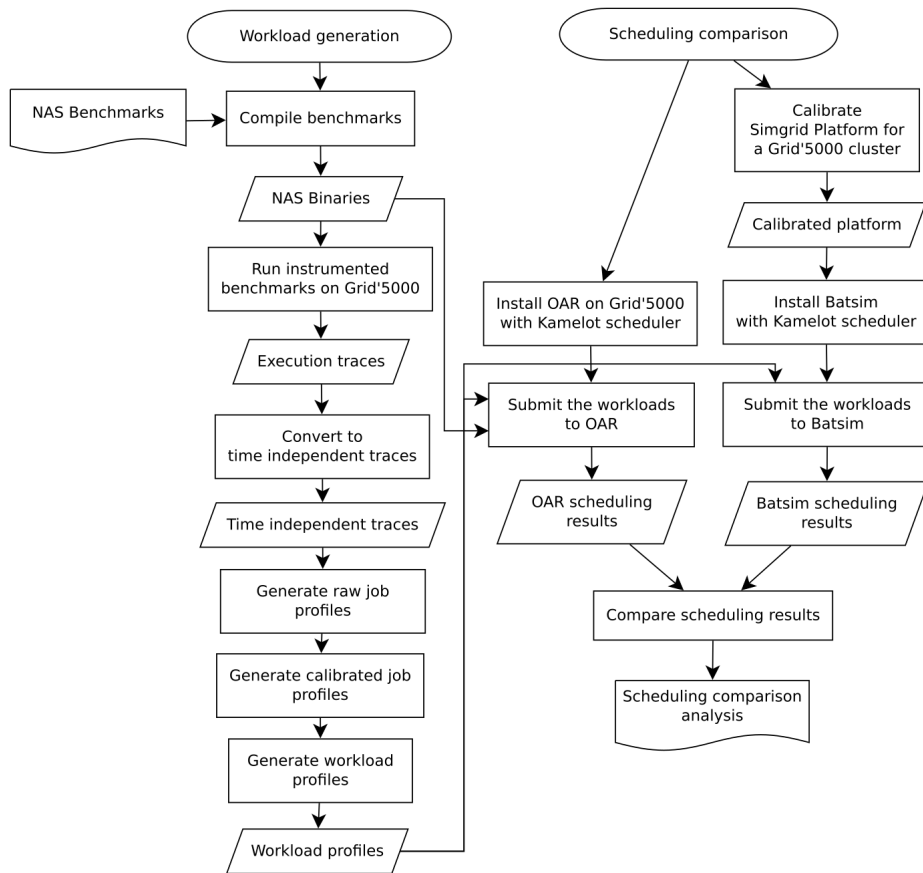 Workload generation
NAS Benchmarks
Compile benchmarks
NAS Binaries
Run instrumented
benchmarks on Grid'5000
Execution traces
Convert to
time independent traces
Time independent traces
Generate raw job
profiles
Generate calibrated job
profiles
Generate workload
profiles
Workload profiles
Scheduling comparison
Calibrate
Simgrid Platform for
a Grid'5000 cluster
Calibrated platform
Install OAR on Grid'5000
with Kamelot scheduler
Install Batsim
with Kamelot scheduler
Submit the workloads
to OAR
Submit the workloads
to Batsim
OAR scheduling
results
Batsim scheduling
results
Compare scheduling results
Scheduling comparison
analysis